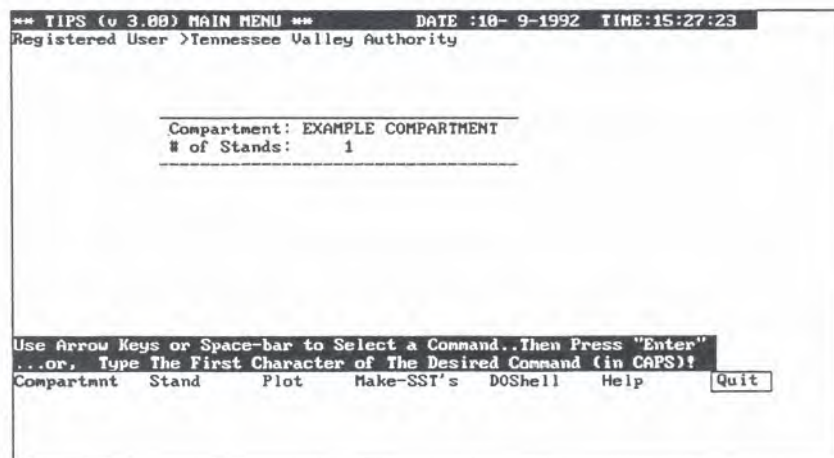 ** TIPS (v 3.00) MAIN MENU ** DATE :10- 9-1992 TIME:15:27:23
Registered User >Tennessee Valley Authority
Compartment: EXAMPLE COMPARTMENT
# of Stands: 1
Use Arrow Keys or Space-bar to Select a Command..Then Press "Enter"
...or, Type The First Character of The Desired Command (in CAPS)!
Compartmnt Stand Plot Make-SST's DOShell Help Quit